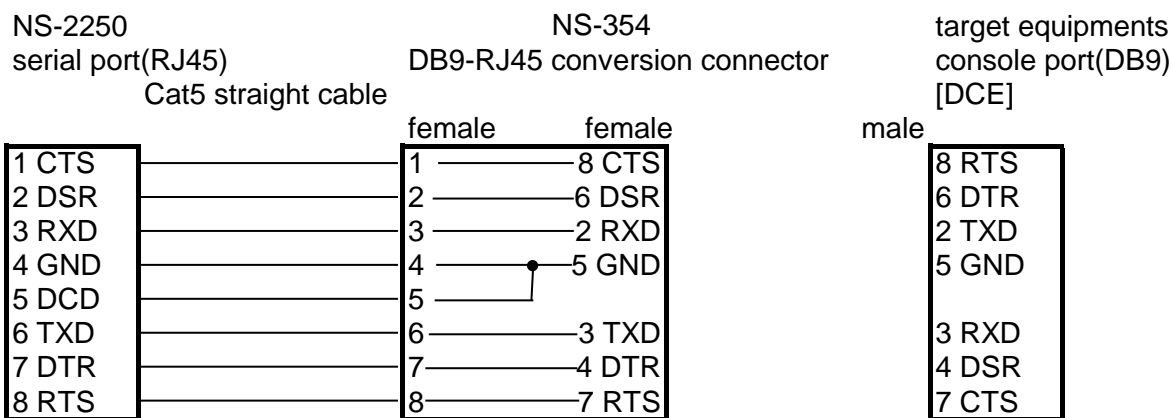 NS-2250 NS-354 target equipments
serial port(RJ45) DB9-RJ45 conversion connector console port(DB9)
Cat5 straight cable [DCE]
female female male
1 CTS 1 8 CTS 8 RTS
2 DSR 2 6 DSR 6 DTR
3 RXD 3 2 RXD 2 TXD
4 GND 4 5 GND 5 GND
5 DCD 5
6 TXD 6 3 TXD 3 RXD
7 DTR 7 4 DTR 4 DSR
8 RTS 8 7 RTS 7 CTS